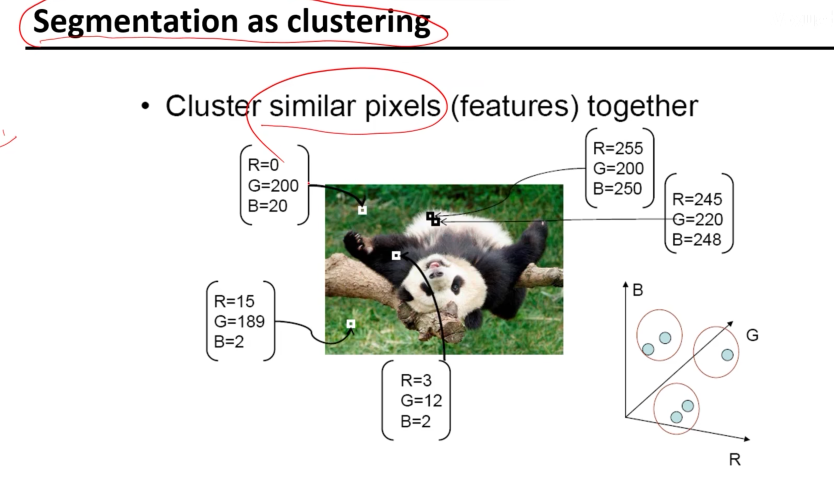 Segmentation as clustering
• Cluster similar pixels (features) together
R=0
G=200
B=20
R=255
G=200
B=250
R=245
G=220
B=248
R=15
G=189
B=2
R=3
G=12
B=2
B
G
R